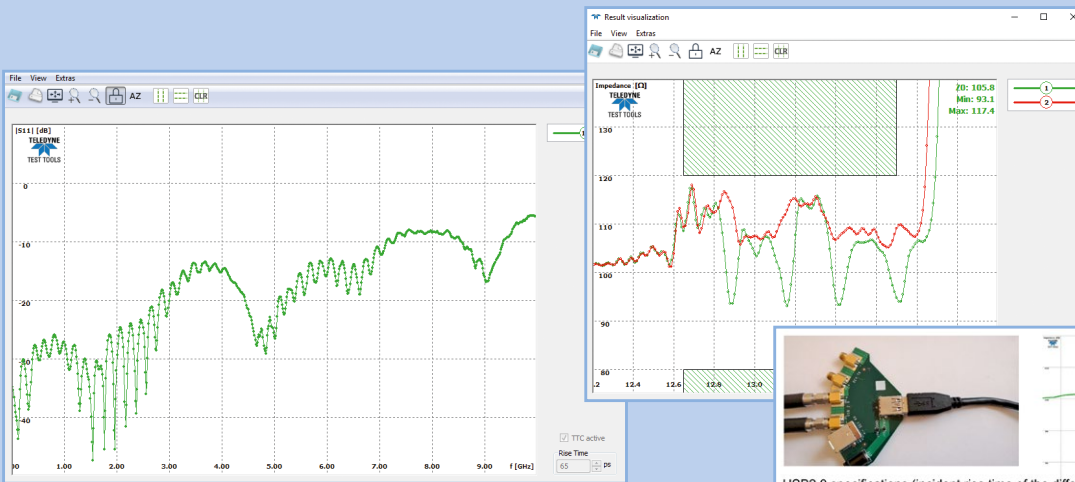 Result visualization
File View Extras
AZ CLR
Impedance [Ω]
TELEDYNE
TEST TOOLS
Z0: 105.8
Min: 93.1
Max: 117.4
1
2
130
120
110
100
90
80
12.4 12.6 12.8 13.0
File View Extras
AZ CLR
|S11| [dB]
TELEDYNE
TEST TOOLS
0
-10
-20
-30
-40
1.00 2.00 3.00 4.00 5.00 6.00 7.00 8.00 9.00 f [GHz]
TTC active
Rise Time
65 ps